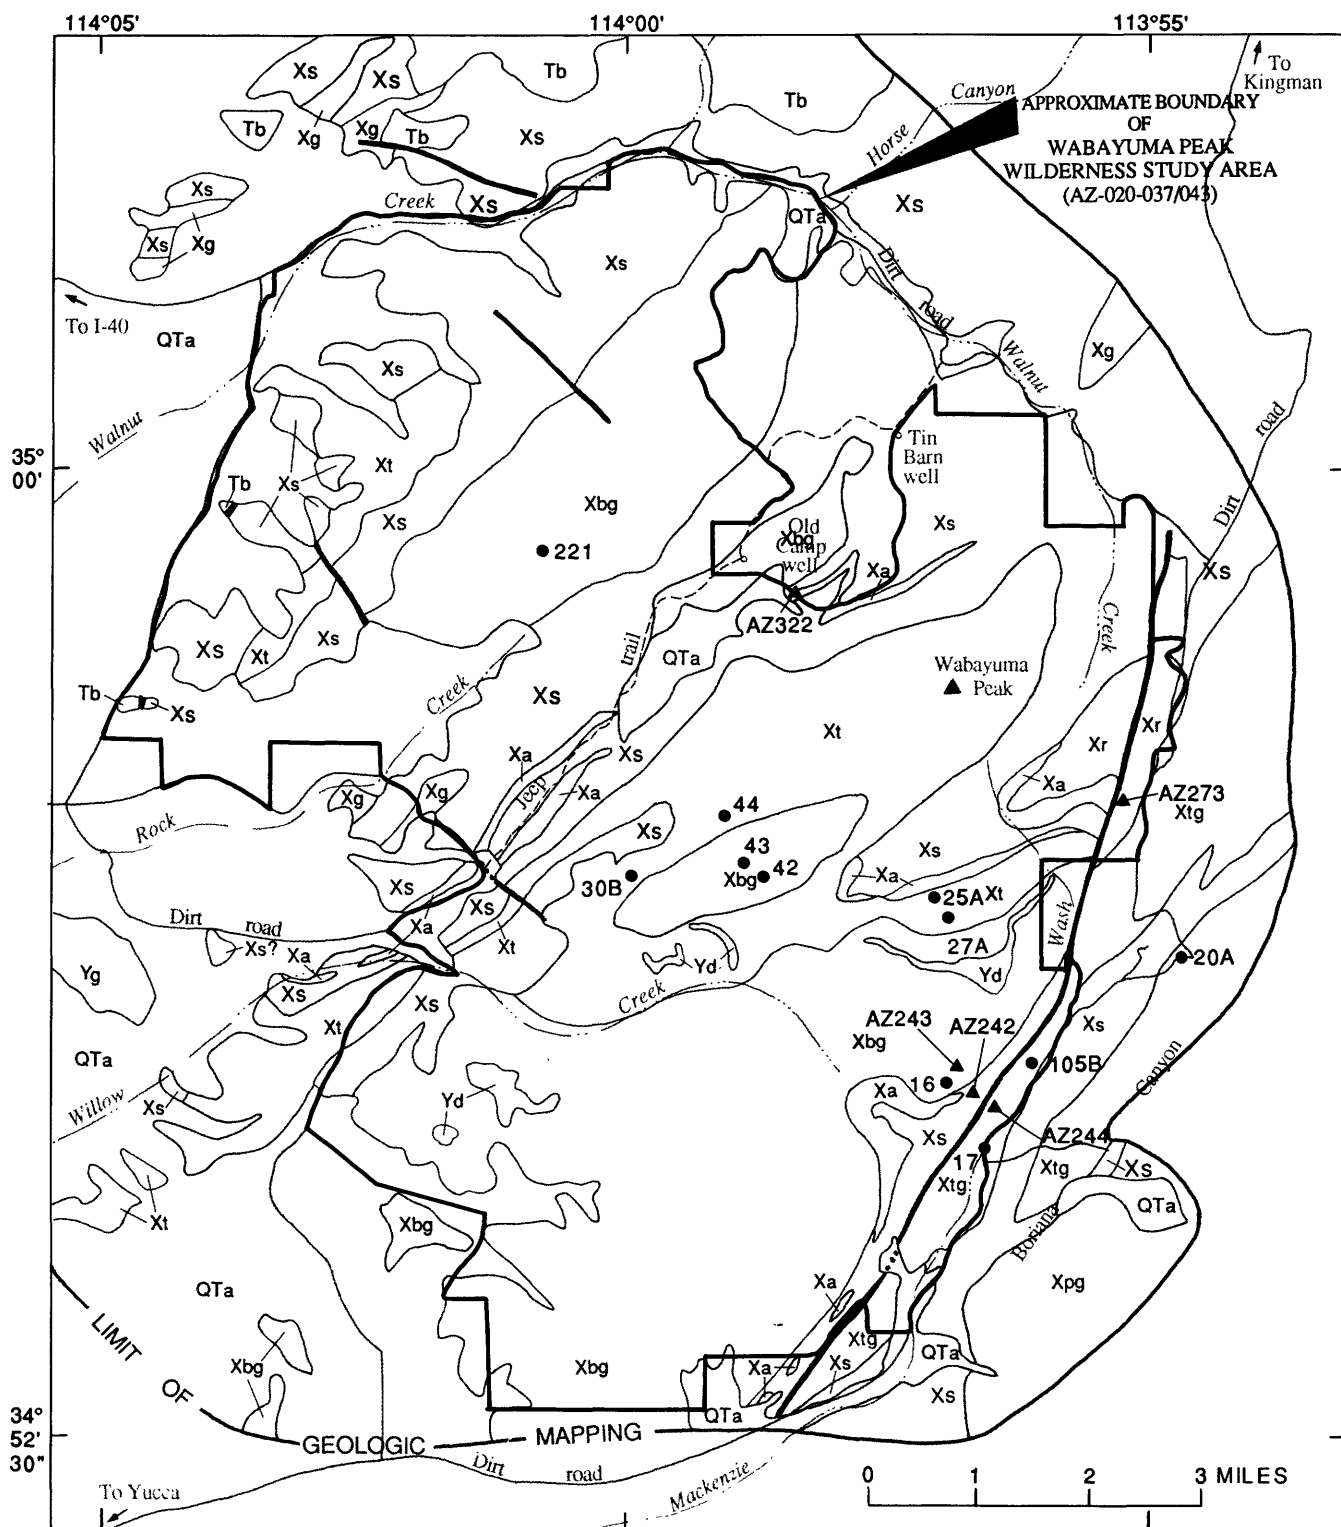 114°05'
114°00'
113°55'
To
Kingman
Xs
Xs
Tb
Tb
Canyon
APPROXIMATE BOUNDARY
OF
WABAYUMA PEAK
WILDERNESS STUDY AREA
(AZ-020-037/043)
Tb
Xg
Xg
Tb
Xs
Horse
Xs
Creek
Xs
QTa
Xs
Xs
Xg
Xs
Dirt
road
To I-40
QTa
Xs
Walnut
Xg
Walnut
road
35°
00'
Tin
Barn
well
Xt
Tb
Xs
Xs
Xbg
Dirt
221
Old
Camp
well
Xbg
Xs
Xa
Xs
AZ322
Creek
Xs
Xt
Xs
trail
QTa
Wabayuma
Peak
Tb
Xs
Creek
Xs
Xt
Xr
Xr
Xa
Xs
Xa
Jeep
Xa
AZ273
Xtg
Xg
Xg
Rock
44
Xs
43
Xbg
42
30B
Xs
Xa
Xs
25A
Xt
27A
Wash
Xs
Xa
Xt
Dirt
road
Xs?
Xa
Yg
Xs
Yd
Yd
20A
Creek
Xs
Xt
AZ243
AZ242
Xbg
Xs
105B
Canyon
QTa
16
Xa
Willow
Xs
Yd
Xs
AZ244
17
Xtg
Xtg
Xs
Xt
QTa
Xbg
Boriana
QTa
Xa
Xpg
LIMIT
OF
GEOLOGIC
MAPPING
Xbg
Xbg
Xa
Xs
Xtg
QTa
Xs
QTa
34°
52'
30"
Dirt
road
Mackenzie
To Yucca
0 1 2 3 MILES